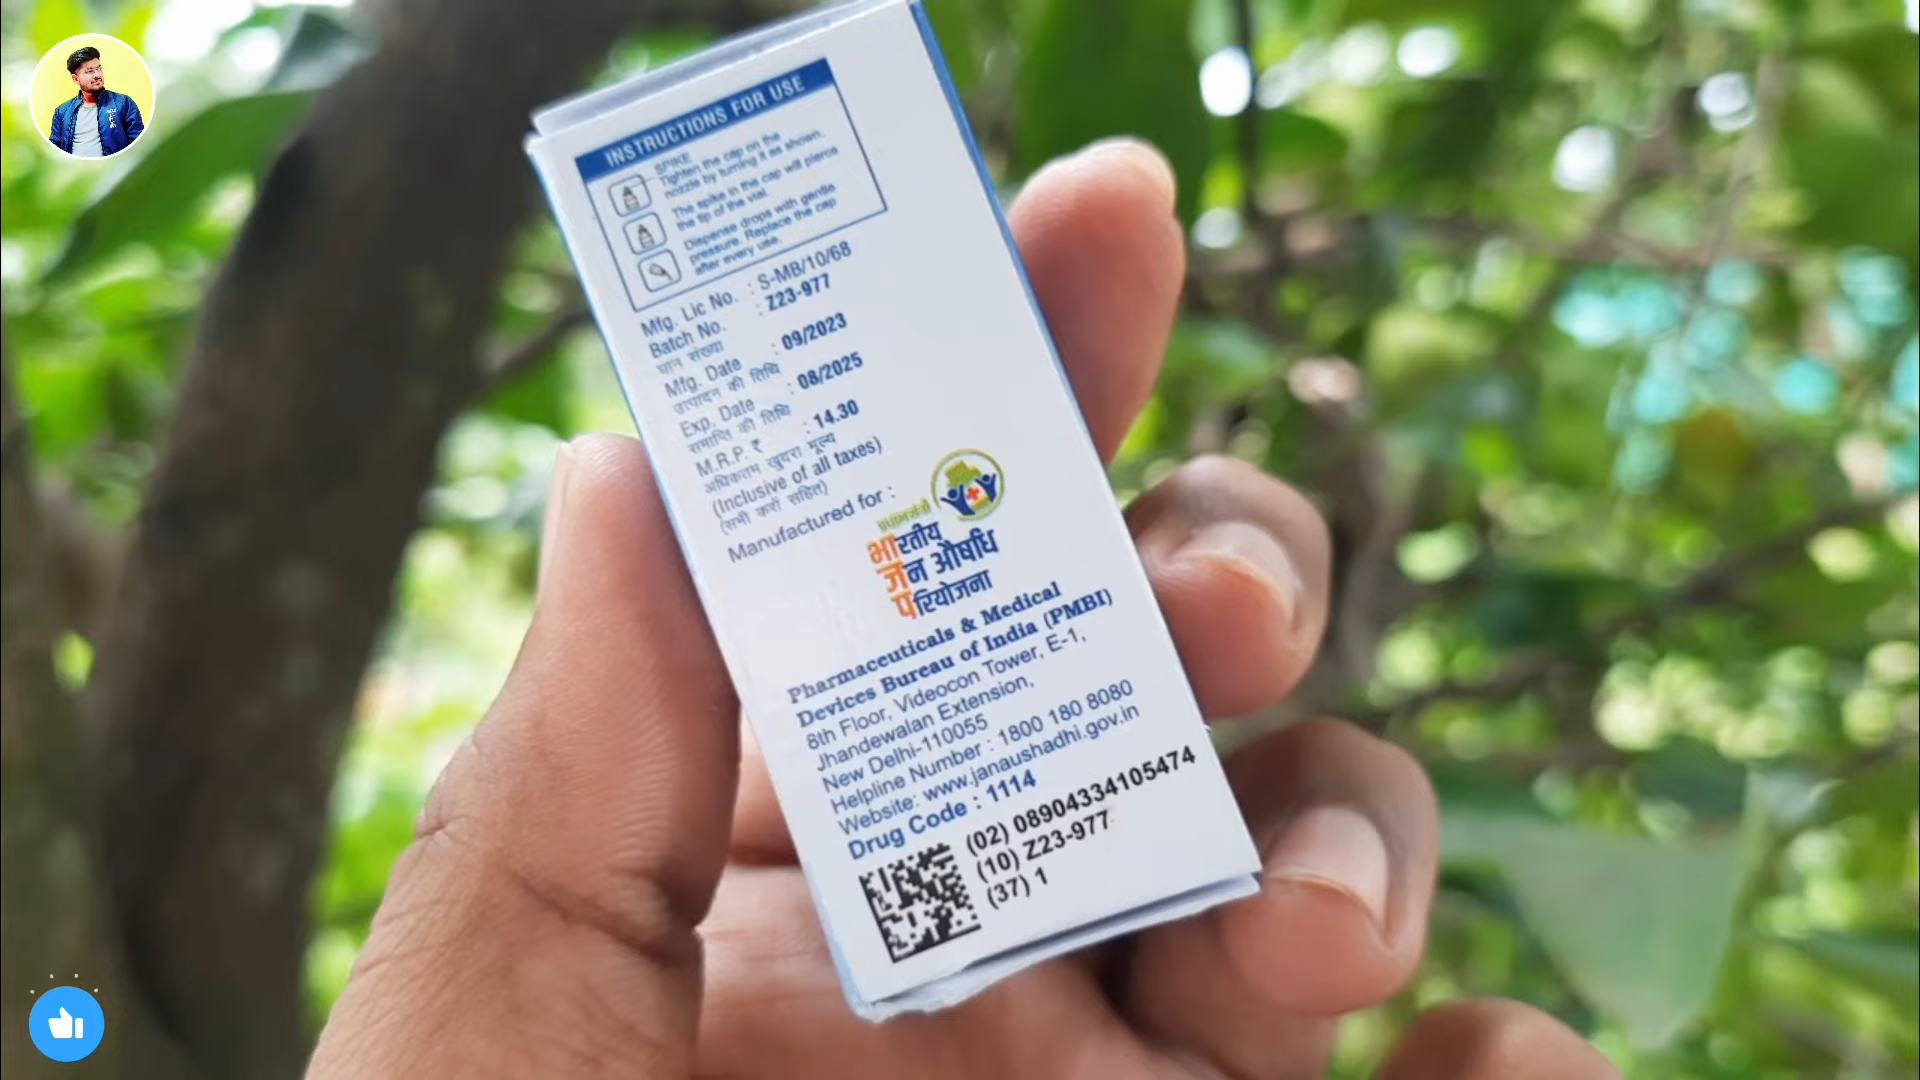 INSTRUCTIONS FOR USE
SPIKE
Tighten the cap on the
nozzle by turning it as shown.
The spike in the cap will pierce
the tip of the vial.
Dispense drops with gentle
pressure. Replace the cap
after every use.
Mfg. Lic No. : S-MB/10/68
Batch No. : Z23-977
घान संख्या
Mfg. Date : 09/2023
उत्पादन की तिथि
Exp. Date : 08/2025
समाप्ति की तिथि
M.R.P. ₹ : 14.30
अधिकतम खुदरा मूल्य
(Inclusive of all taxes)
(सभी करों सहित)
Manufactured for :
प्रधानमंत्री
भारतीय
जन औषधि
परियोजना
Pharmaceuticals & Medical
Devices Bureau of India (PMBI)
8th Floor, Videocon Tower, E-1,
Jhandewalan Extension,
New Delhi-110055
Helpline Number : 1800 180 8080
Website: www.janaushadhi.gov.in
Drug Code : 1114
(02) 08904334105474
(10) Z23-977
(37) 1